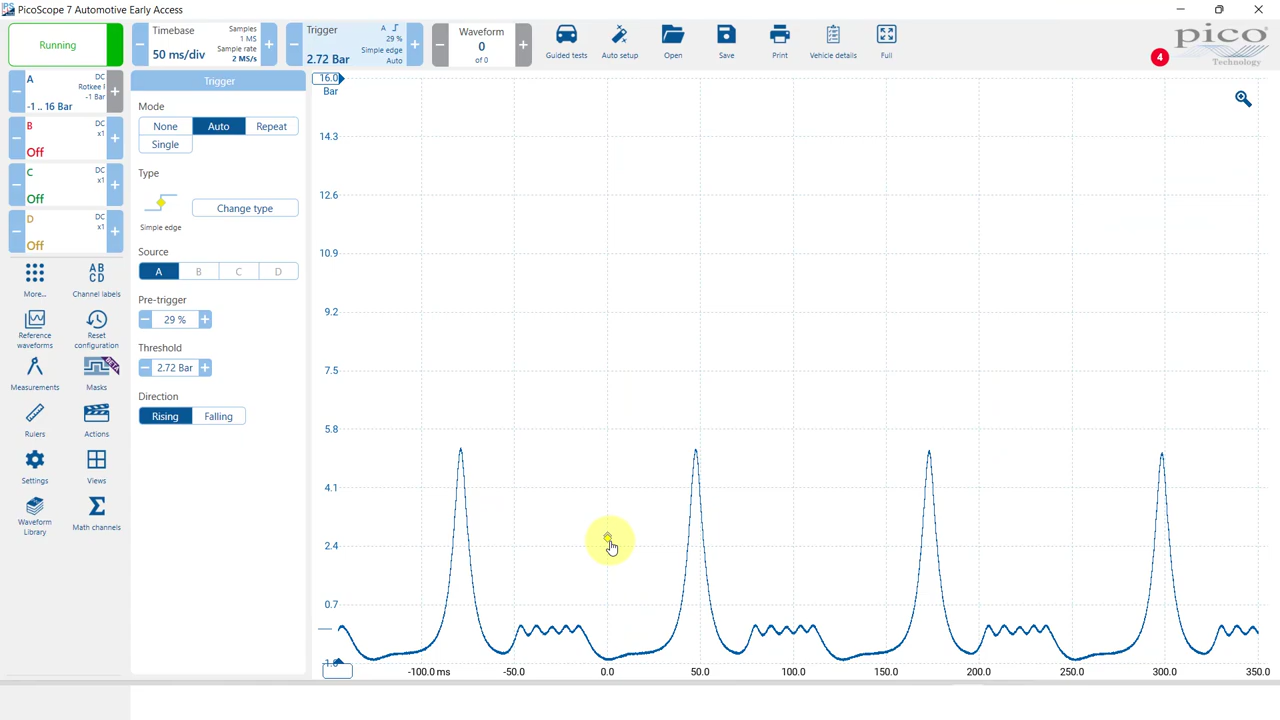 PicoScope 7 Automotive Early Access
Running
Timebase
50 ms/div
Samples
1 MS
Sample rate
2 MS/s
Trigger
2.72 Bar
A
29 %
Simple edge
Auto
Waveform
0
of 0
Guided tests
Auto setup
Open
Save
Print
Vehicle details
Full
4
pico
Technology
A
DC
-1 Bar
-1 .. 16 Bar
B
DC
x1
Off
C
DC
x1
Off
D
DC
x1
Off
More...
ABCD
Channel labels
Reference waveforms
Reset configuration
Measurements
BETA
Masks
Rulers
Actions
Settings
Views
Waveform Library
Math channels
Trigger
Mode
None
Auto
Repeat
Single
Type
Simple edge
Change type
Source
A
B
C
D
Pre-trigger
29 %
Threshold
2.72 Bar
Direction
Rising
Falling
16.0
Bar
14.3
12.6
10.9
9.2
7.5
5.8
4.1
2.4
0.7
-100.0 ms
-50.0
0.0
50.0
100.0
150.0
200.0
250.0
300.0
350.0